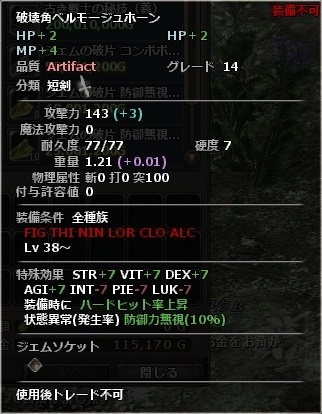 装備不可
破壊角ベルモージュホーン
HP +2 HP +2
MP +4
品質 Artifact グレード 14
分類 短剣
攻撃力 143 (+3)
魔法攻撃力 0
耐久度 77/77 硬度 7
重量 1.21 (+0.01)
物理属性 斬0 打0 突100
付与許容値 0
装備条件 全種族
FIG THI NIN LOR CLO ALC
Lv 38～
特殊効果 STR+7 VIT+7 DEX+7
AGI+7 INT-7 PIE-7 LUK-7
装備時に ハードヒット率上昇
状態異常(発生率) 防御力無視(10%)
ジェムソケット
115,170 G
閉じる
使用後トレード不可